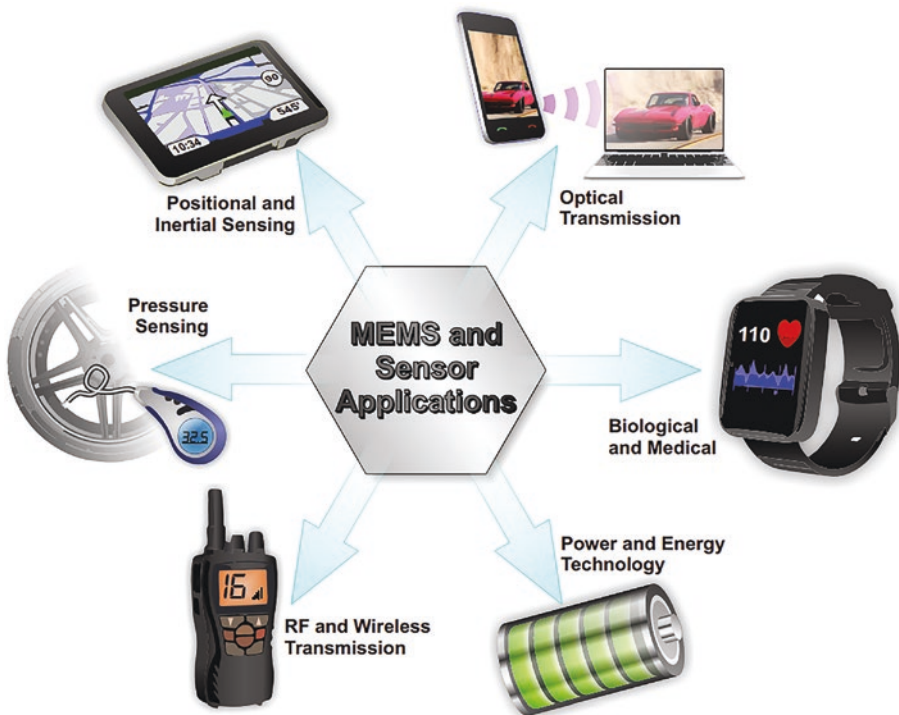 90
545'
10:34
Positional and
Inertial Sensing
Optical
Transmission
Pressure
Sensing
32.5
MEMS and
Sensor
Applications
110
Biological
and Medical
16
RF and Wireless
Transmission
Power and Energy
Technology